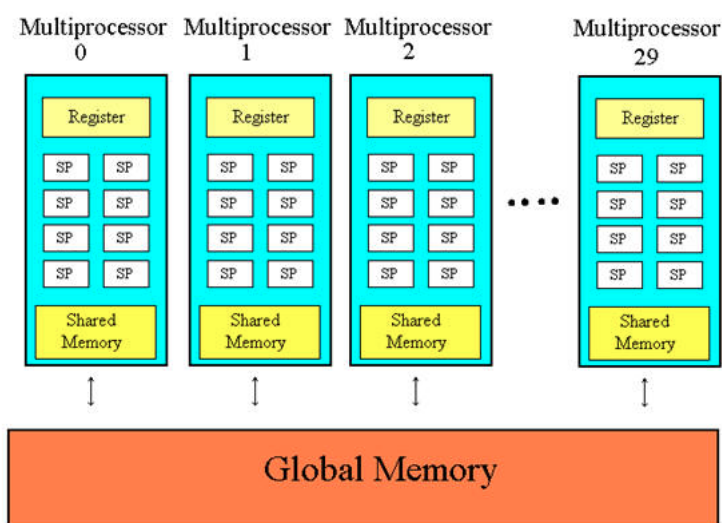 Multiprocessor
0
Register
SP SP
SP SP
SP SP
SP SP
Shared
Memory
Multiprocessor
1
Register
SP SP
SP SP
SP SP
SP SP
Shared
Memory
Multiprocessor
2
Register
SP SP
SP SP
SP SP
SP SP
Shared
Memory
Multiprocessor
29
Register
SP SP
SP SP
SP SP
SP SP
Shared
Memory
Global Memory